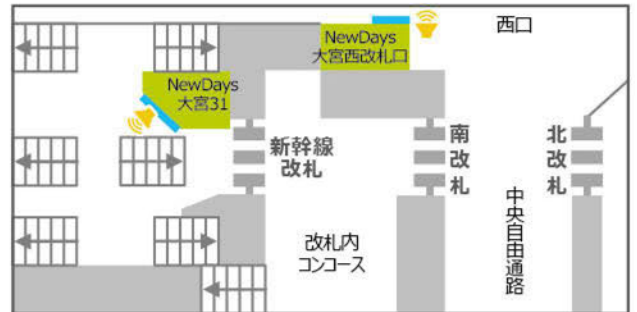 西口
NewDays
大宮西改札口
NewDays
大宮31
新幹線
改札
南
改
札
北
改
札
改札内
コンコース
中
央
自
由
通
路